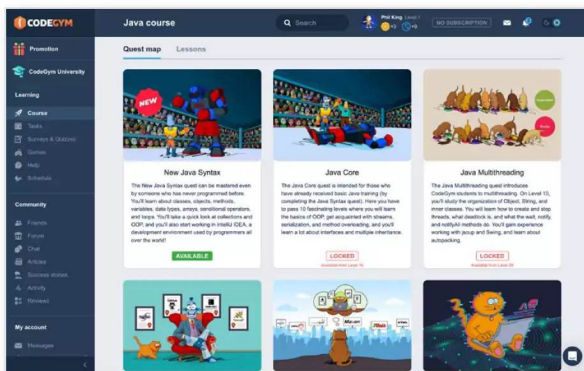 CODEGYM
Java course
Search
Phil King Level 1
+3 +0
NO SUBSCRIPTION
Promotion
CodeGym University
Learning
Course
Tasks
Surveys & Quizzes
Games
Help
Schedule
Community
Friends
Forum
Chat
Articles
Success stories
Activity
Reviews
My account
Messages
Quest map
Lessons
NEW
New Java Syntax
The New Java Syntax quest can be mastered even
by someone who has never programmed before.
You'll learn about classes, objects, methods,
variables, data types, arrays, conditional operators,
and loops. You'll take a quick look at collections and
OOP, and you'll also start working in IntelliJ IDEA, a
development environment used by programmers all
over the world!
AVAILABLE
Java Core
The Java Core quest is intended for those who
have already received basic Java training (by
completing the Java Syntax quest). Here you have
to pass 10 fascinating levels where you will learn
the basics of OOP, get acquainted with streams,
serialization, and method overloading, and you'll
learn a lot about interfaces and multiple inheritance.
LOCKED
Java Multithreading
The Java Multithreading quest introduces
CodeGym students to multithreading. On Level 10,
you'll study the organization of Object, String, and
inner classes. You will learn how to create and stop
threads, what deadlock is, and what the wait, notify,
and notifyAll methods do. You'll gain experience
working with jsoup and Swing, and learn about
autopacking.
LOCKED